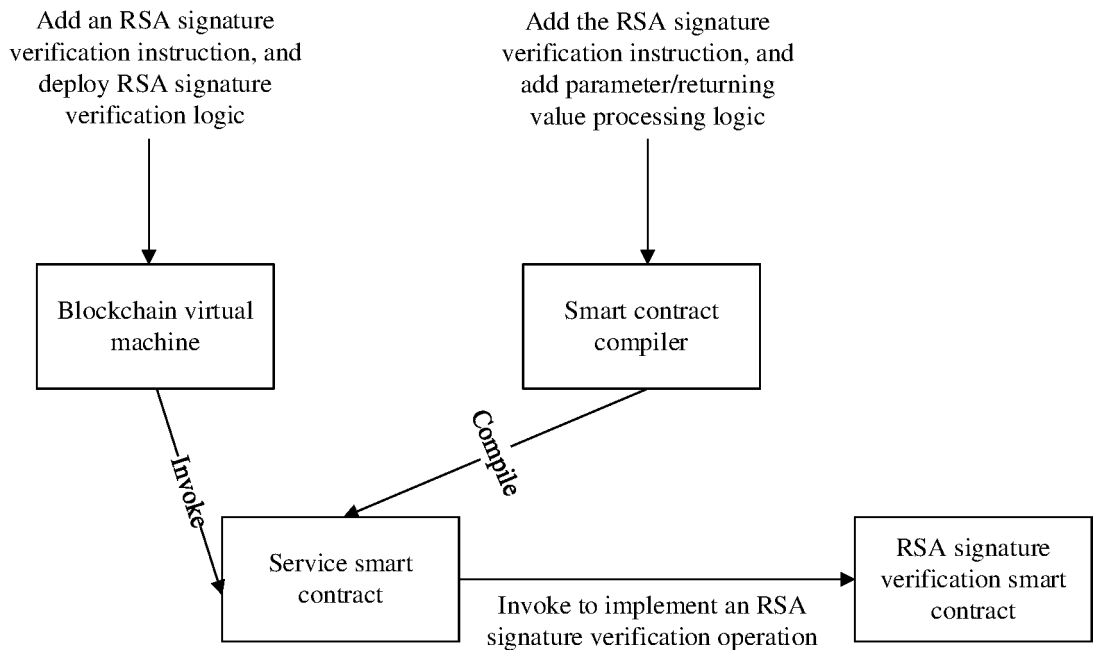 Add an RSA signature
verification instruction, and
deploy RSA signature
verification logic
Add the RSA signature
verification instruction, and
add parameter/returning
value processing logic
Blockchain virtual
machine
Smart contract
compiler
Invoke
Compile
Service smart
contract
Invoke to implement an RSA
signature verification operation
RSA signature
verification smart
contract